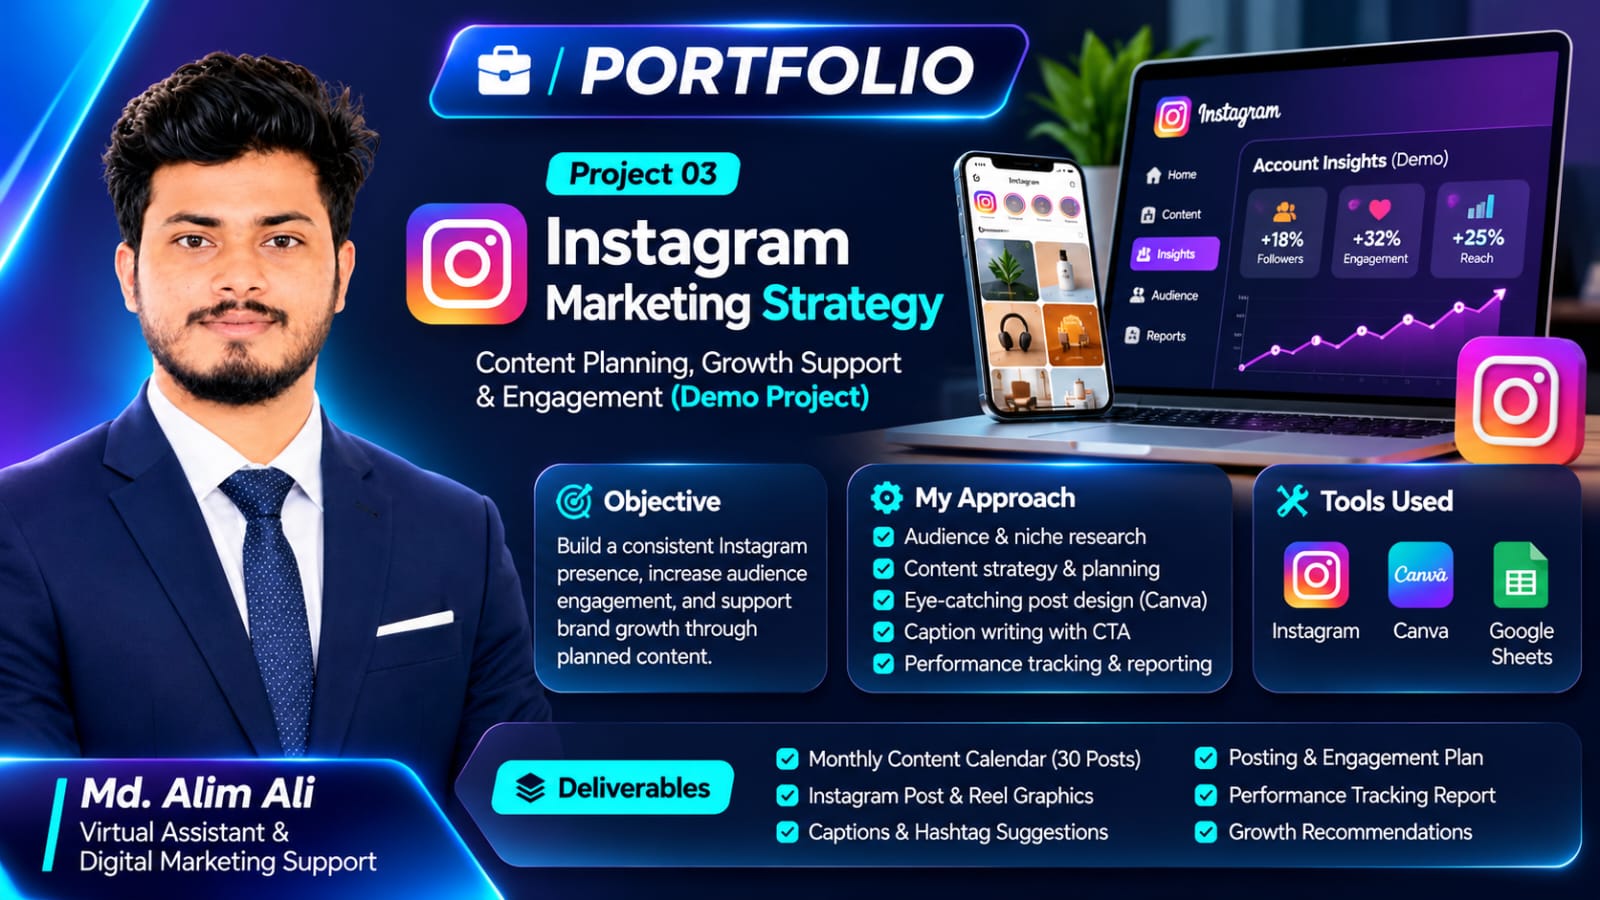 / PORTFOLIO
Project 03
Instagram
Marketing Strategy
Content Planning, Growth Support
& Engagement (Demo Project)
Instagram
Instagram
Home
Content
Insights
Audience
Reports
Account Insights (Demo)
+18%
Followers
+32%
Engagement
+25%
Reach
Objective
Build a consistent Instagram
presence, increase audience
engagement, and support
brand growth through
planned content.
My Approach
Audience & niche research
Content strategy & planning
Eye-catching post design (Canva)
Caption writing with CTA
Performance tracking & reporting
Tools Used
Instagram
Canva
Canva
Google
Sheets
Deliverables
Monthly Content Calendar (30 Posts)
Instagram Post & Reel Graphics
Captions & Hashtag Suggestions
Posting & Engagement Plan
Performance Tracking Report
Growth Recommendations
Md. Alim Ali
Virtual Assistant &
Digital Marketing Support